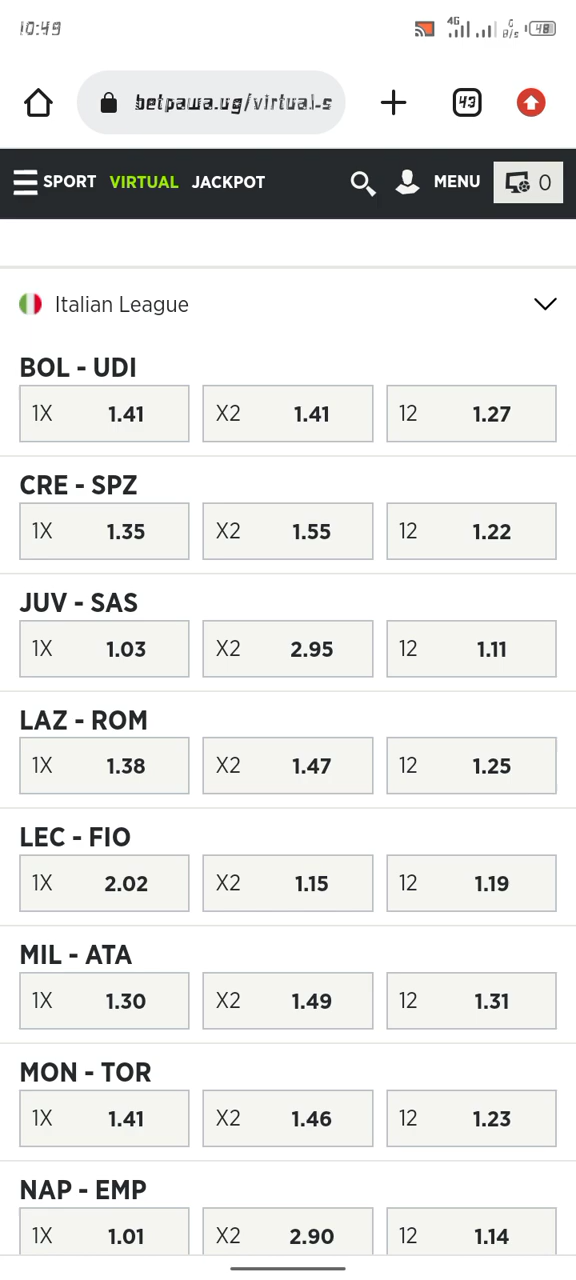 10:49 4G 0 B/s 48
betpawa.ug/virtual-s 43
SPORT VIRTUAL JACKPOT MENU 0
Italian League
BOL - UDI
1X 1.41 X2 1.41 12 1.27
CRE - SPZ
1X 1.35 X2 1.55 12 1.22
JUV - SAS
1X 1.03 X2 2.95 12 1.11
LAZ - ROM
1X 1.38 X2 1.47 12 1.25
LEC - FIO
1X 2.02 X2 1.15 12 1.19
MIL - ATA
1X 1.30 X2 1.49 12 1.31
MON - TOR
1X 1.41 X2 1.46 12 1.23
NAP - EMP
1X 1.01 X2 2.90 12 1.14